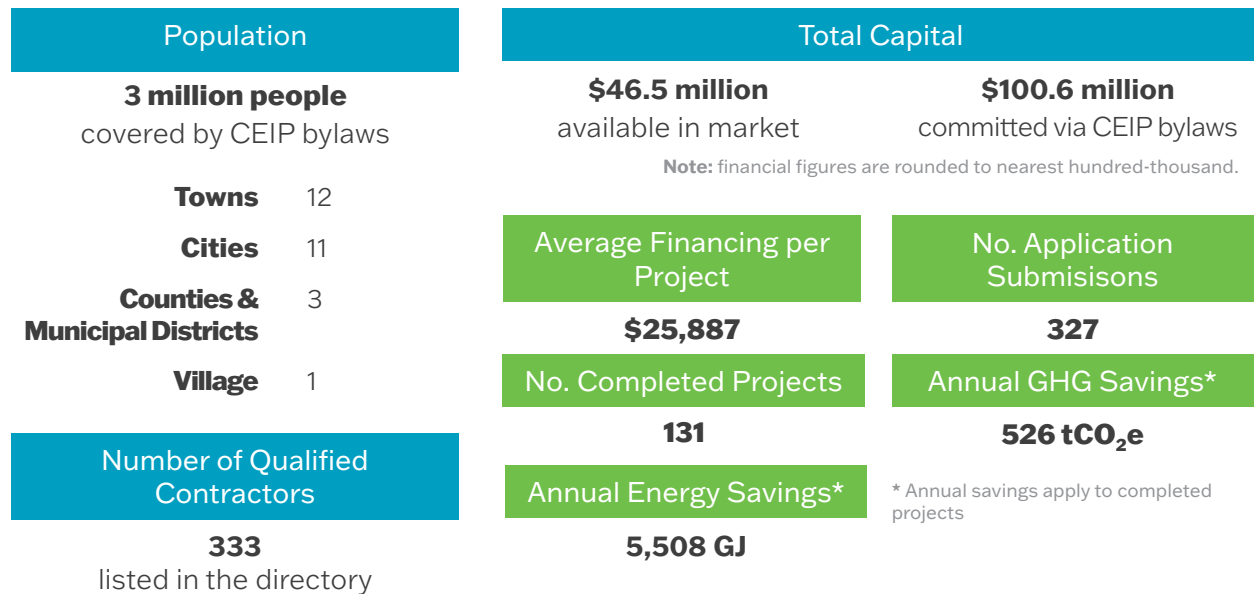 Population
3 million people
covered by CEIP bylaws
Towns 12
Cities 11
Counties & 3
Municipal Districts
Village 1
Number of Qualified
Contractors
333
listed in the directory
Total Capital
$46.5 million
available in market
$100.6 million
committed via CEIP bylaws
Note: financial figures are rounded to nearest hundred-thousand.
Average Financing per
Project
$25,887
No. Application
Submisisons
327
No. Completed Projects
131
Annual GHG Savings*
526 tCO₂e
Annual Energy Savings*
5,508 GJ
* Annual savings apply to completed
projects